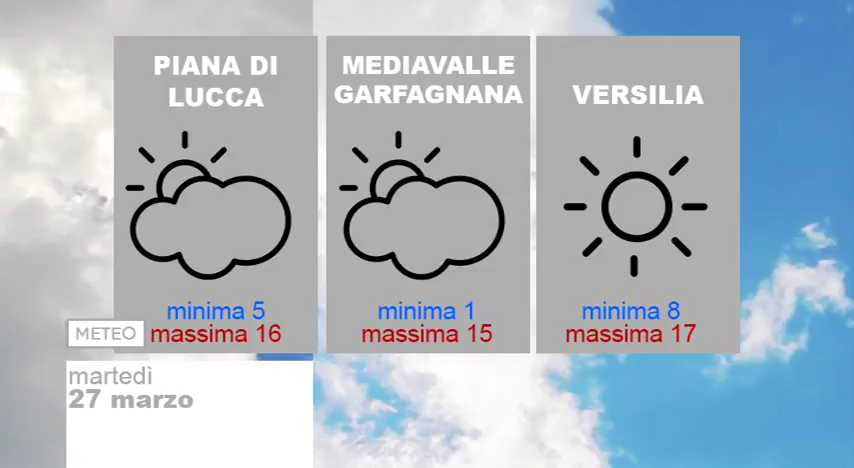 PIANA DI
LUCCA
MEDIAVALLE
GARFAGNANA
VERSILIA
minima 5
massima 16
minima 1
massima 15
minima 8
massima 17
METEO
martedì
27 marzo